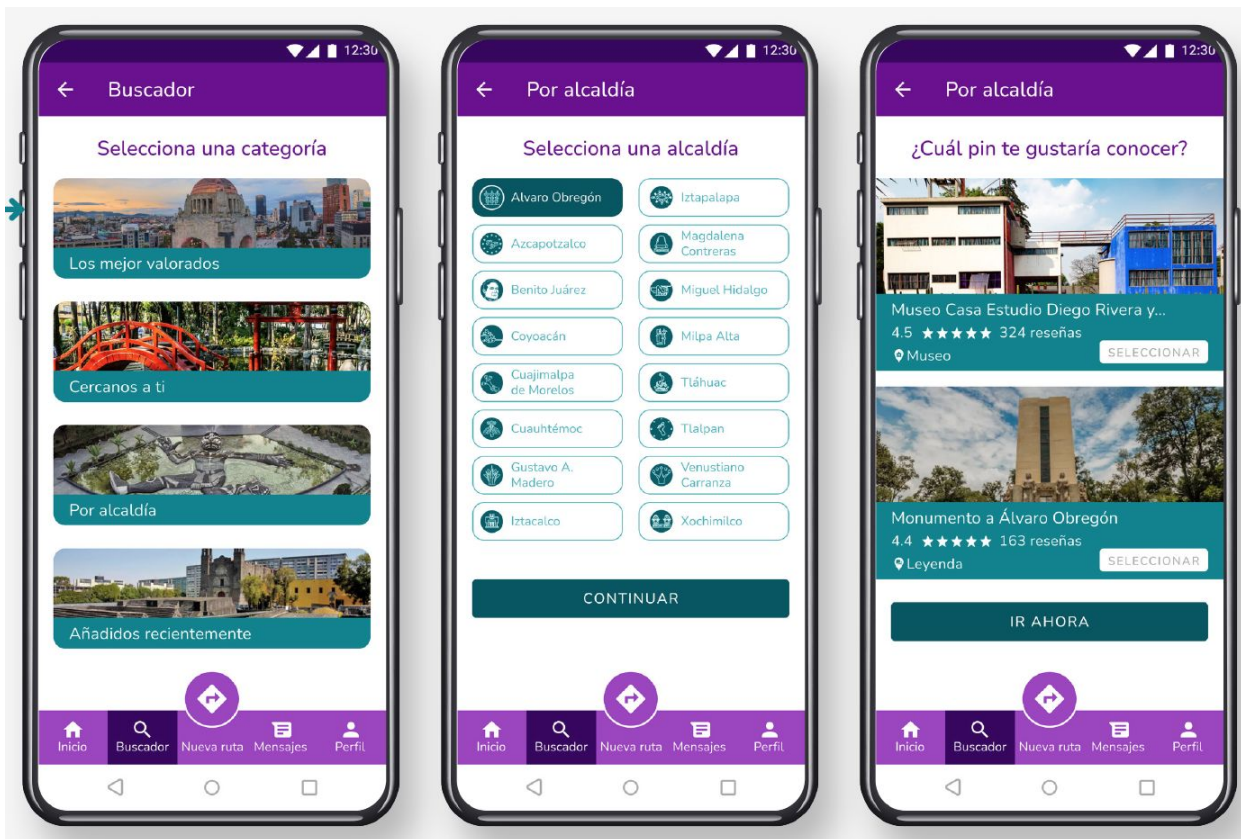 12:30
Buscador
Selecciona una categoría
Los mejor valorados
Cercanos a ti
Por alcaldía
Añadidos recientemente
Inicio
Buscador
Nueva ruta
Mensajes
Perfil
12:30
Por alcaldía
Selecciona una alcaldía
Alvaro Obregón
Iztapalapa
Azcapotzalco
Magdalena
Contreras
Benito Juárez
Miguel Hidalgo
Coyoacán
Milpa Alta
Cuajimalpa
de Morelos
Tláhuac
Cuauhtémoc
Tlalpan
Gustavo A.
Madero
Venustiano
Carranza
Iztacalco
Xochimilco
CONTINUAR
Inicio
Buscador
Nueva ruta
Mensajes
Perfil
12:30
Por alcaldía
¿Cuál pin te gustaría conocer?
Museo Casa Estudio Diego Rivera y...
4.5 ★★★★★ 324 reseñas
Museo
SELECCIONAR
Monumento a Álvaro Obregón
4.4 ★★★★★ 163 reseñas
Leyenda
SELECCIONAR
IR AHORA
Inicio
Buscador
Nueva ruta
Mensajes
Perfil